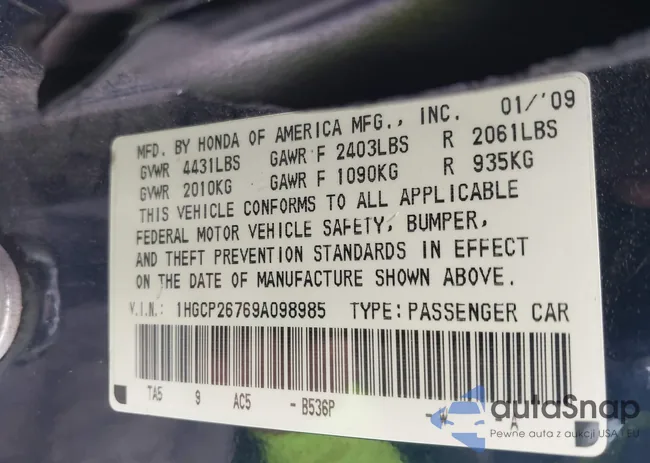 MFD. BY HONDA OF AMERICA MFG., INC. 01/'09
GVWR 4431LBS GAWR F 2403LBS R 2061LBS
GVWR 2010KG GAWR F 1090KG R 935KG
THIS VEHICLE CONFORMS TO ALL APPLICABLE
FEDERAL MOTOR VEHICLE SAFETY, BUMPER,
AND THEFT PREVENTION STANDARDS IN EFFECT
ON THE DATE OF MANUFACTURE SHOWN ABOVE.
V.I.N.: 1HGCP26769A098985 TYPE: PASSENGER CAR
TA5 9 AC5 -B536P -W A
autaSnap
Pewne auta z aukcji USA i EU